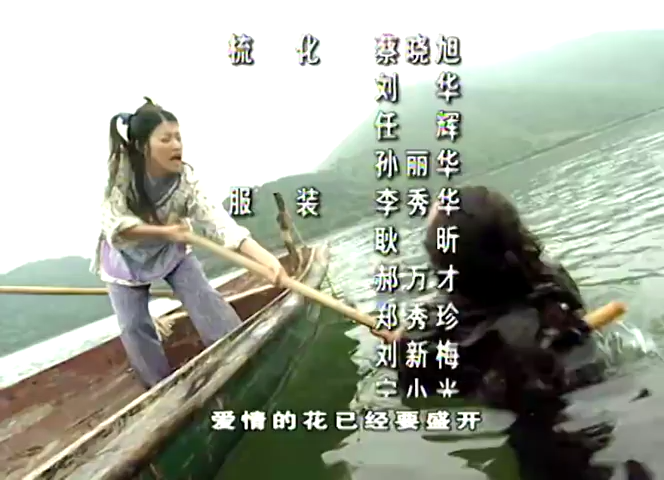 梳 化 蔡晓旭
刘 华
任 辉
孙丽华
服 装 李秀华
耿 昕
郝万才
郑秀珍
刘新梅
宁小光
爱情的花已经要盛开